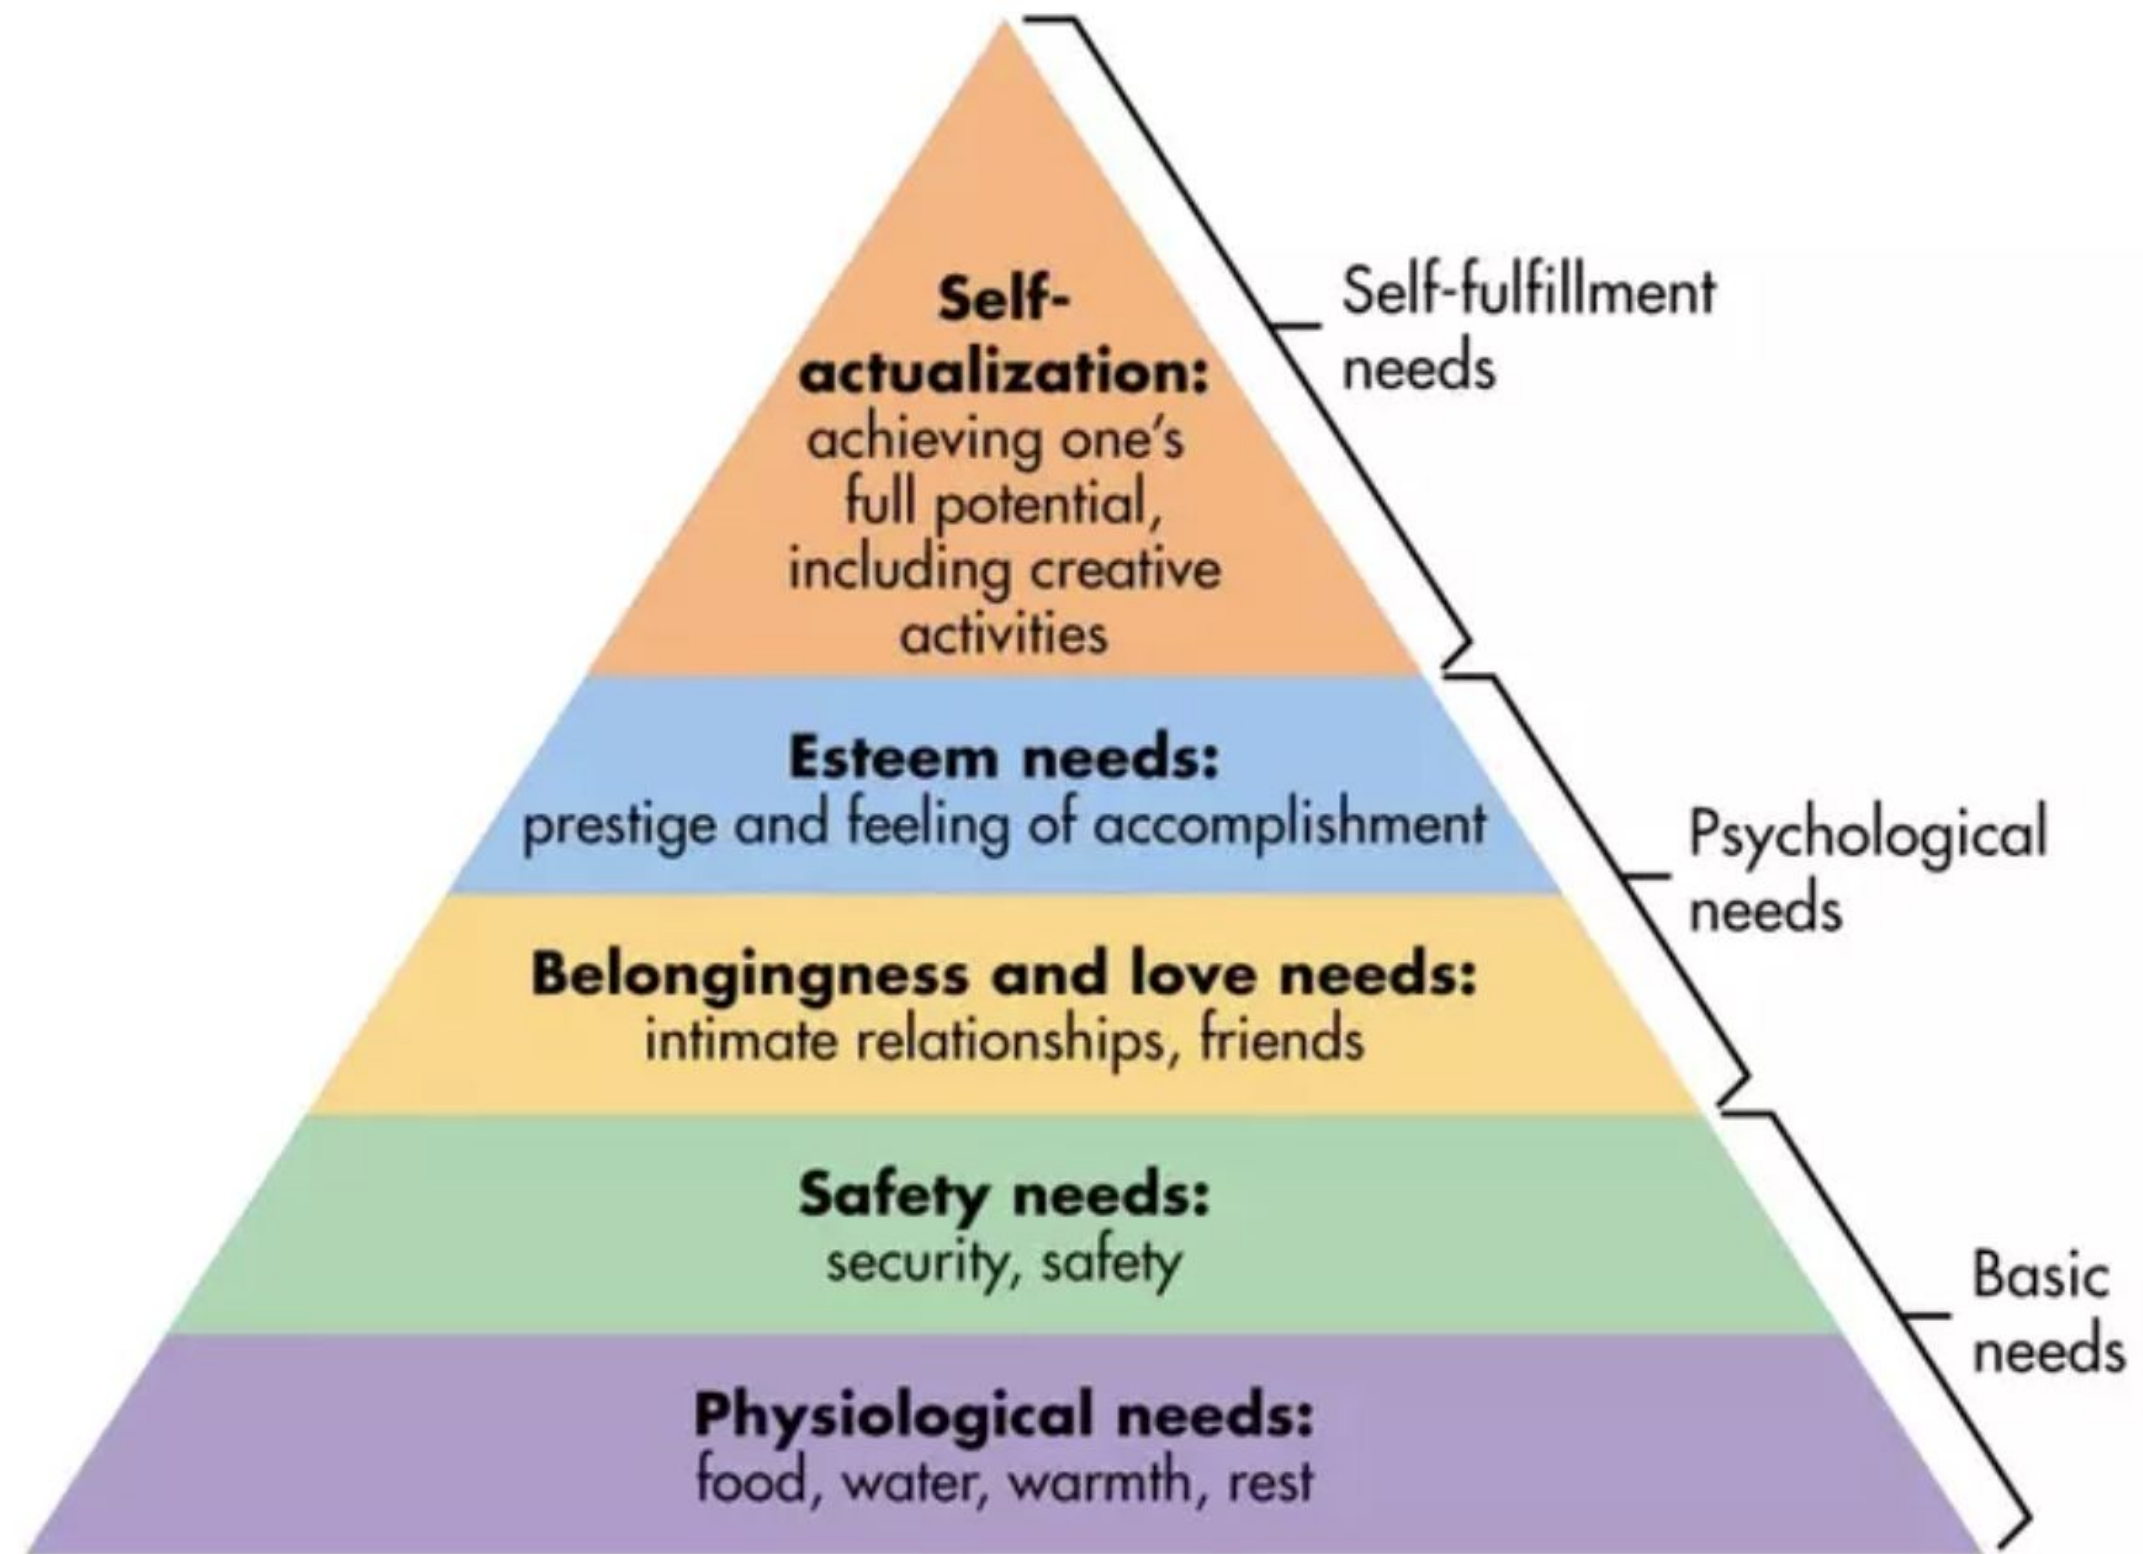 Self-
actualization:
achieving one's
full potential,
including creative
activities
Self-fulfillment
needs
Esteem needs:
prestige and feeling of accomplishment
Psychological
needs
Belongingness and love needs:
intimate relationships, friends
Safety needs:
security, safety
Basic
needs
Physiological needs:
food, water, warmth, rest